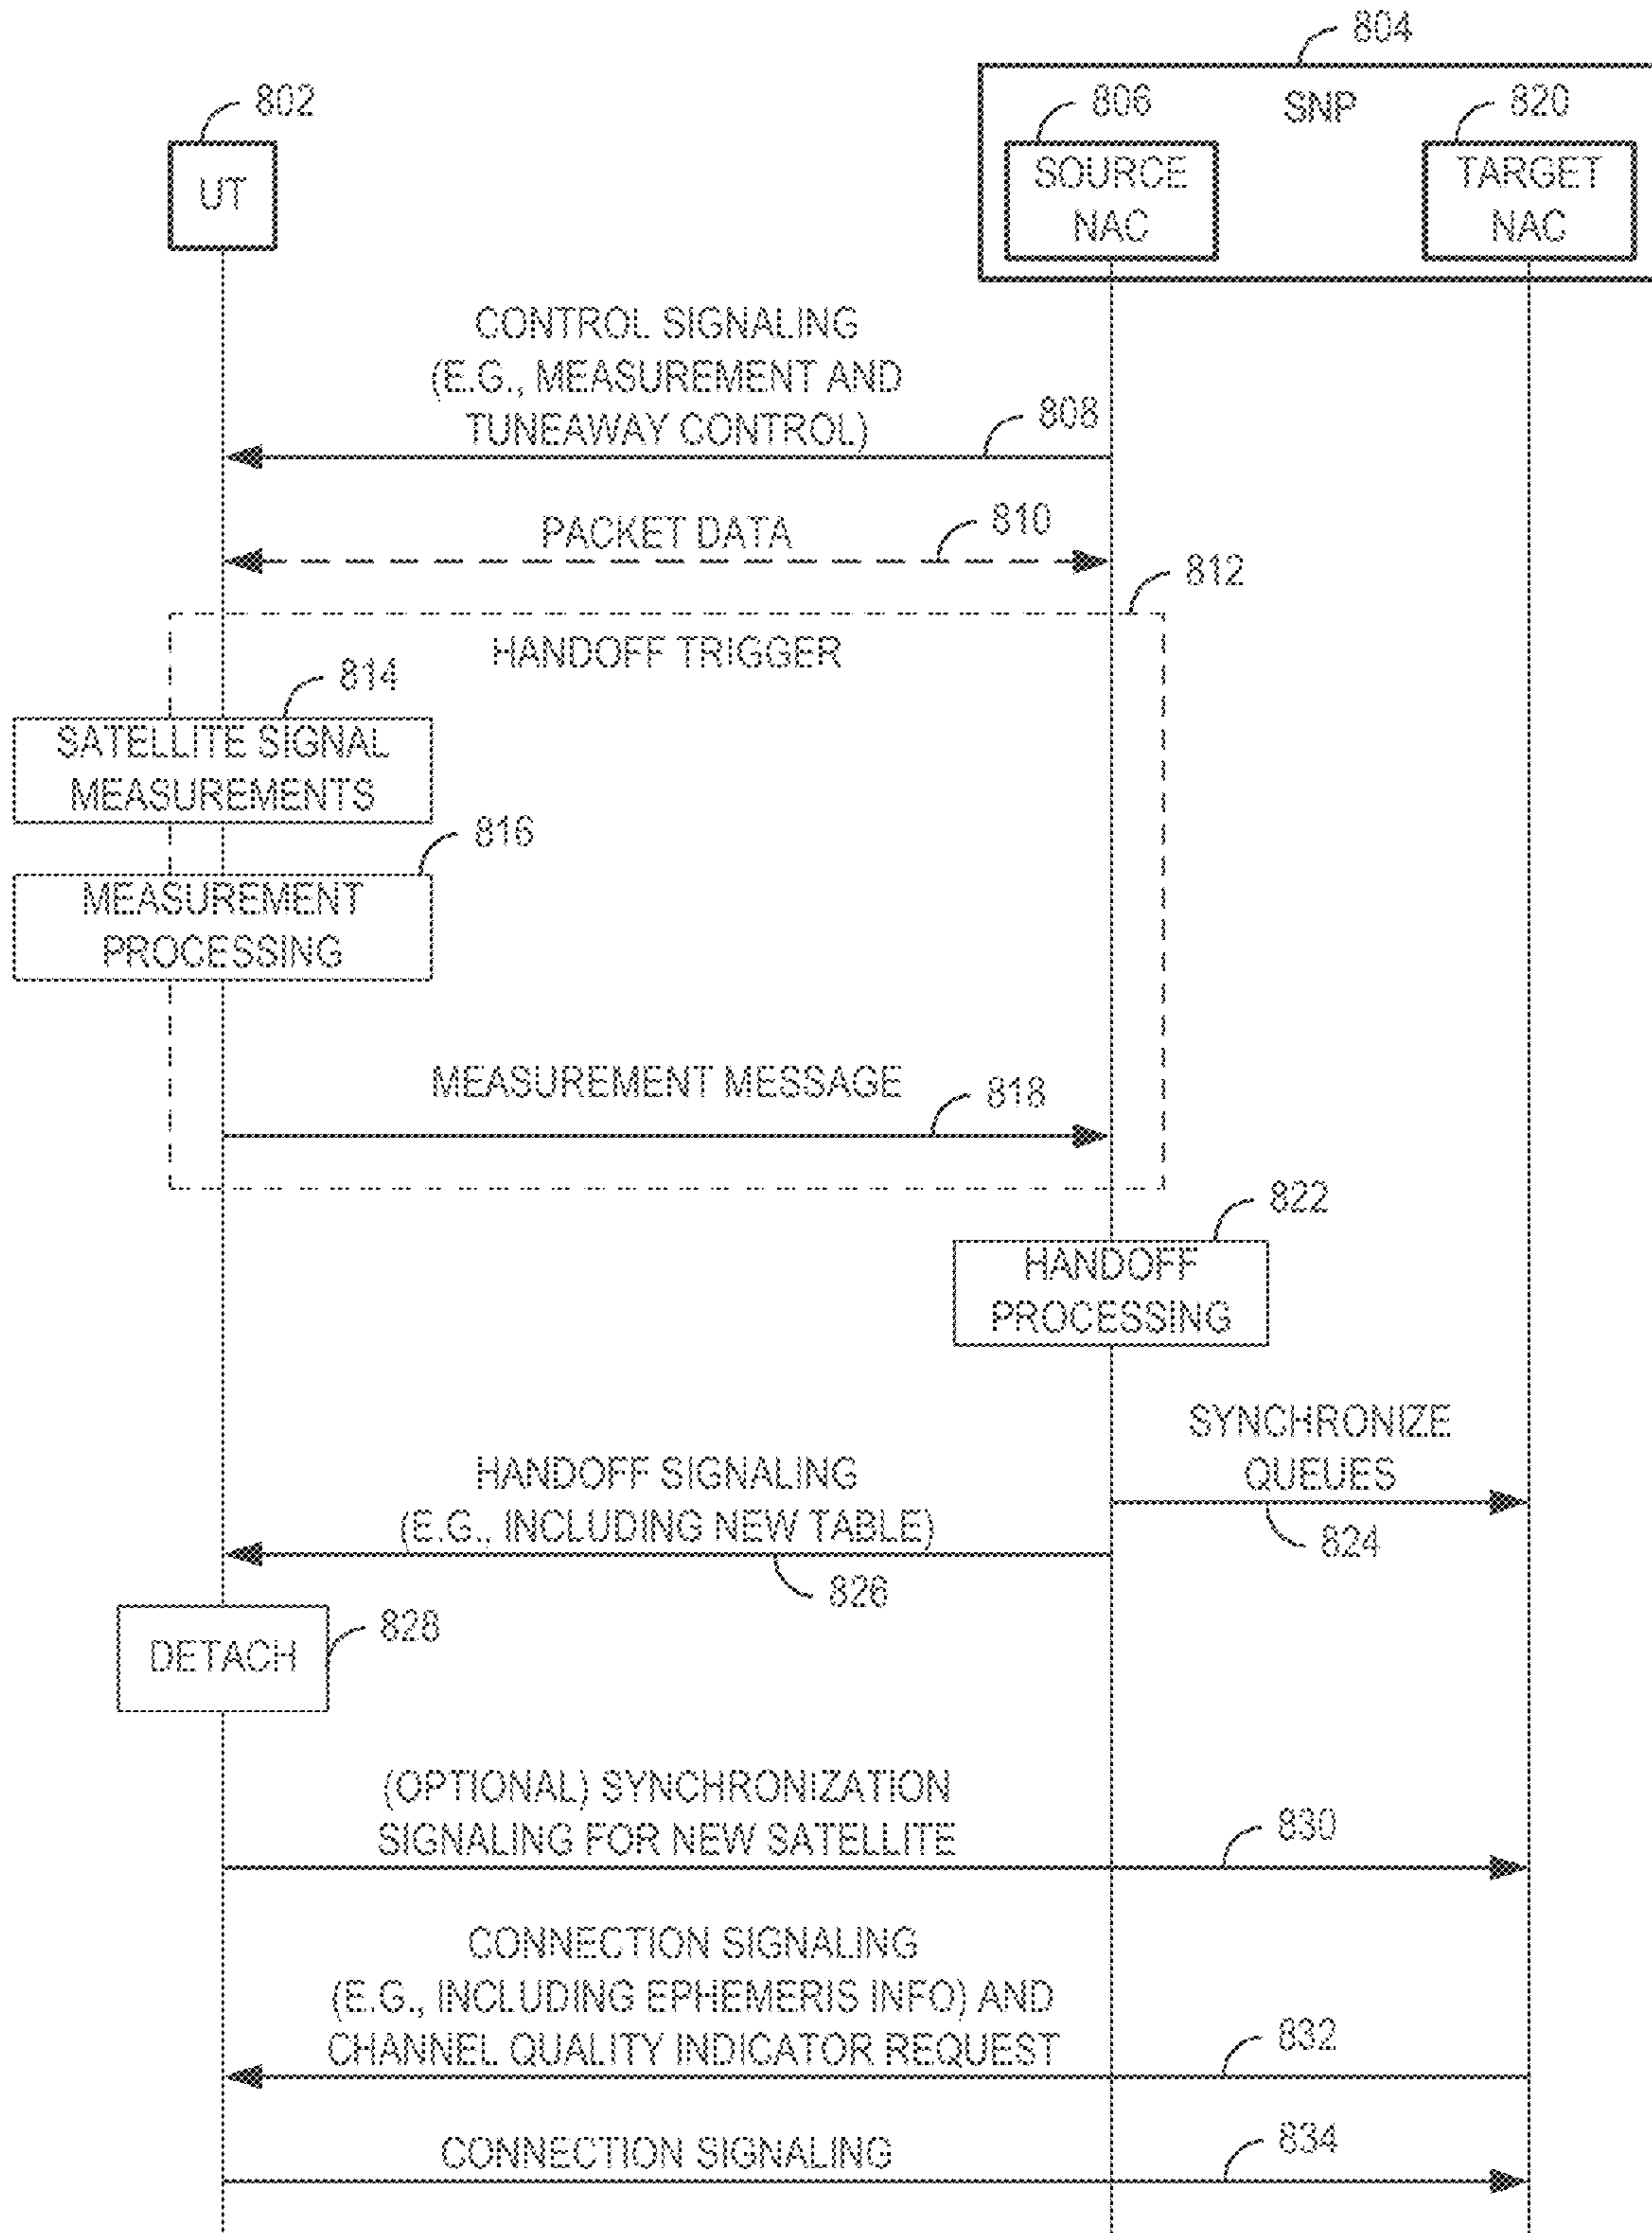 804
802
806
SNP
820
UT
SOURCE
NAC
TARGET
NAC
CONTROL SIGNALING
(E.G., MEASUREMENT AND
TUNEAWAY CONTROL)
808
PACKET DATA
810
812
HANDOFF TRIGGER
814
SATELLITE SIGNAL
MEASUREMENTS
816
MEASUREMENT
PROCESSING
MEASUREMENT MESSAGE
818
822
HANDOFF
PROCESSING
SYNCHRONIZE
QUEUES
824
HANDOFF SIGNALING
(E.G., INCLUDING NEW TABLE)
826
828
DETACH
(OPTIONAL) SYNCHRONIZATION
SIGNALING FOR NEW SATELLITE
830
CONNECTION SIGNALING
(E.G., INCLUDING EPHEMERIS INFO) AND
CHANNEL QUALITY INDICATOR REQUEST
832
CONNECTION SIGNALING
834